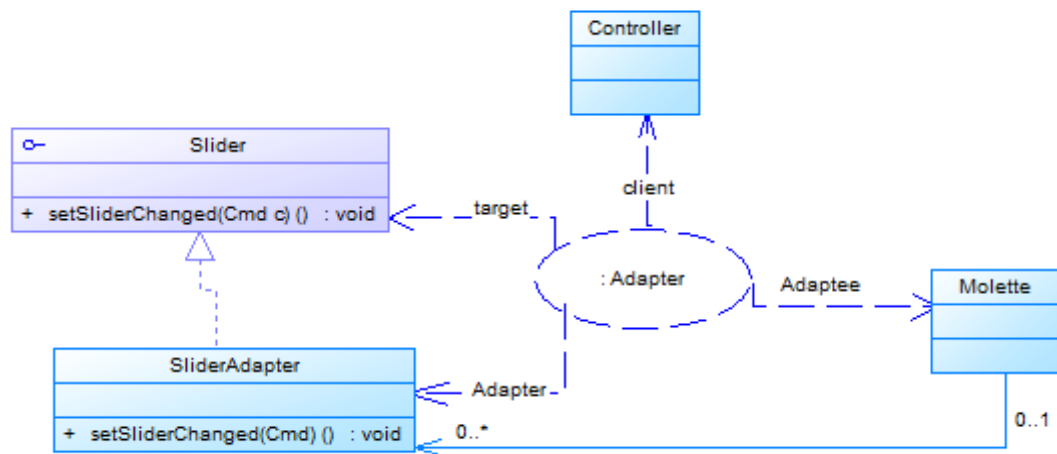 Controller
Slider
+ setSliderChanged(Cmd c) () : void
client
target
: Adapter
Adaptee
Molette
SliderAdapter
+ setSliderChanged(Cmd) () : void
Adapter
0..*
0..1